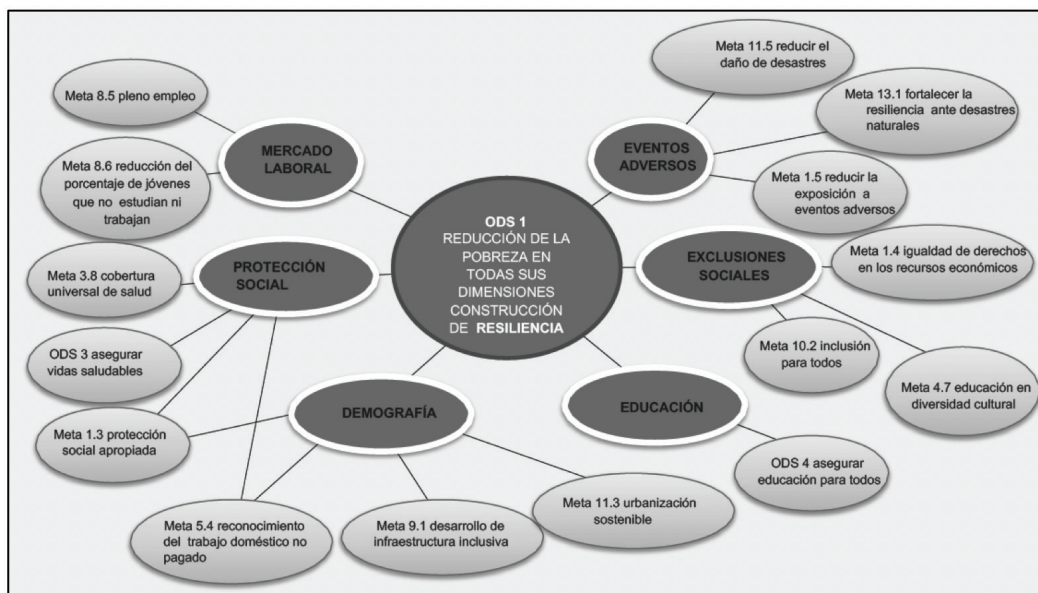 Meta 8.5 pleno empleo
Meta 8.6 reducción del
porcentaje de jóvenes
que no estudian ni
trabajan
MERCADO
LABORAL
Meta 3.8 cobertura
universal de salud
ODS 3 asegurar
vidas saludables
Meta 1.3 protección
social apropiada
PROTECCIÓN
SOCIAL
ODS 1
REDUCCIÓN DE LA
POBREZA EN
TODAS SUS
DIMENSIONES
CONSTRUCCIÓN
DE RESILIENCIA
Meta 11.5 reducir el
daño de desastres
Meta 13.1 fortalecer la
resiliencia ante desastres
naturales
Meta 1.5 reducir la
exposición a
eventos adversos
EVENTOS
ADVERSOS
EXCLUSIONES
SOCIALES
Meta 1.4 igualdad de derechos
en los recursos económicos
Meta 10.2 inclusión
para todos
Meta 4.7 educación en
diversidad cultural
DEMOGRAFÍA
EDUCACIÓN
ODS 4 asegurar
educación para todos
Meta 5.4 reconocimiento
del trabajo doméstico no
pagado
Meta 9.1 desarrollo de
infraestructura inclusiva
Meta 11.3 urbanización
sostenible